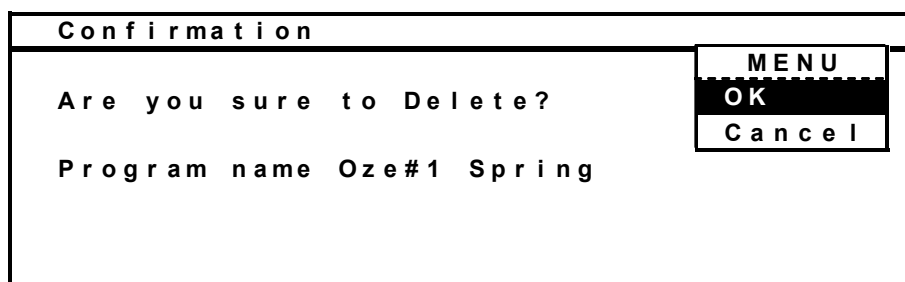 Confirmation
MENU
Are you sure to Delete?
OK
Cancel
Program name Oze#1 Spring